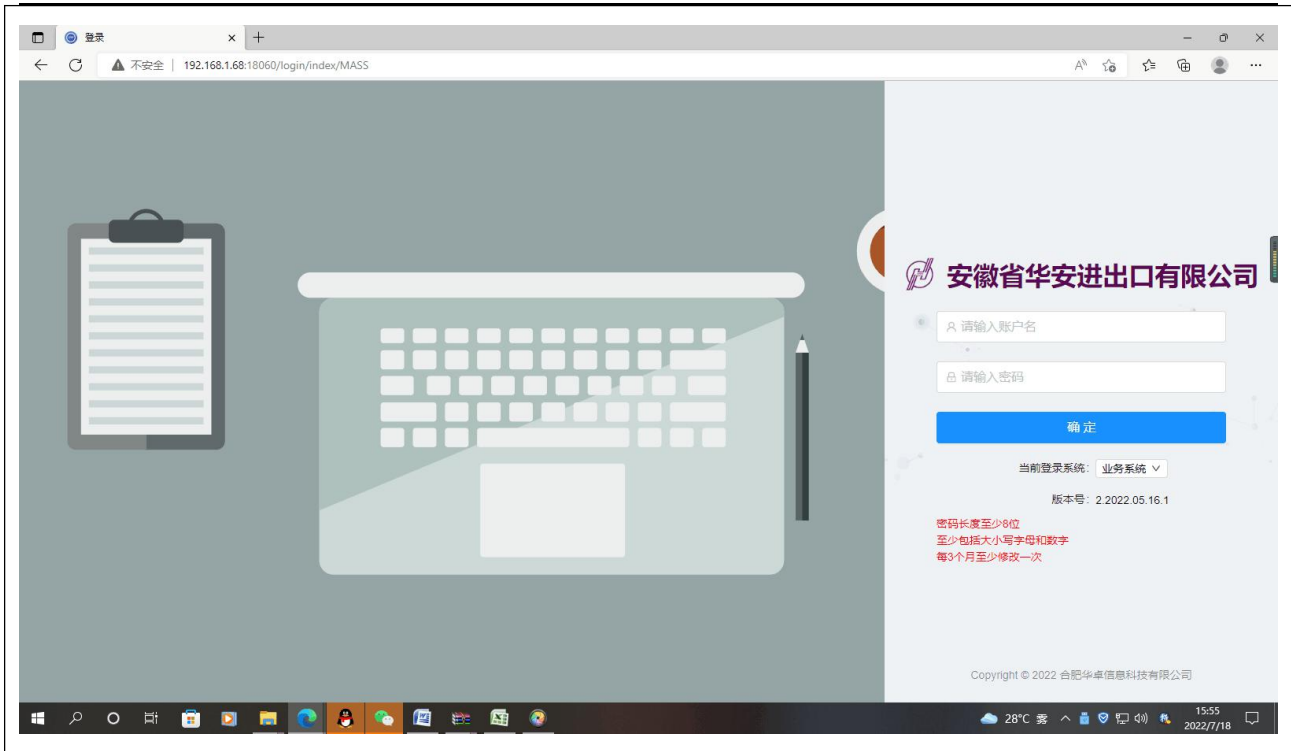 登录
不安全 | 192.168.1.68:18060/login/index/MASS
安徽省华安进出口有限公司
请输入账户名
请输入密码
确定
当前登录系统: 业务系统
版本号: 2.2022.05.16.1
密码长度至少8位
至少包括大小写字母和数字
每3个月至少修改一次
Copyright © 2022 合肥华卓信息科技有限公司
28°C 雾
15:55
2022/7/18